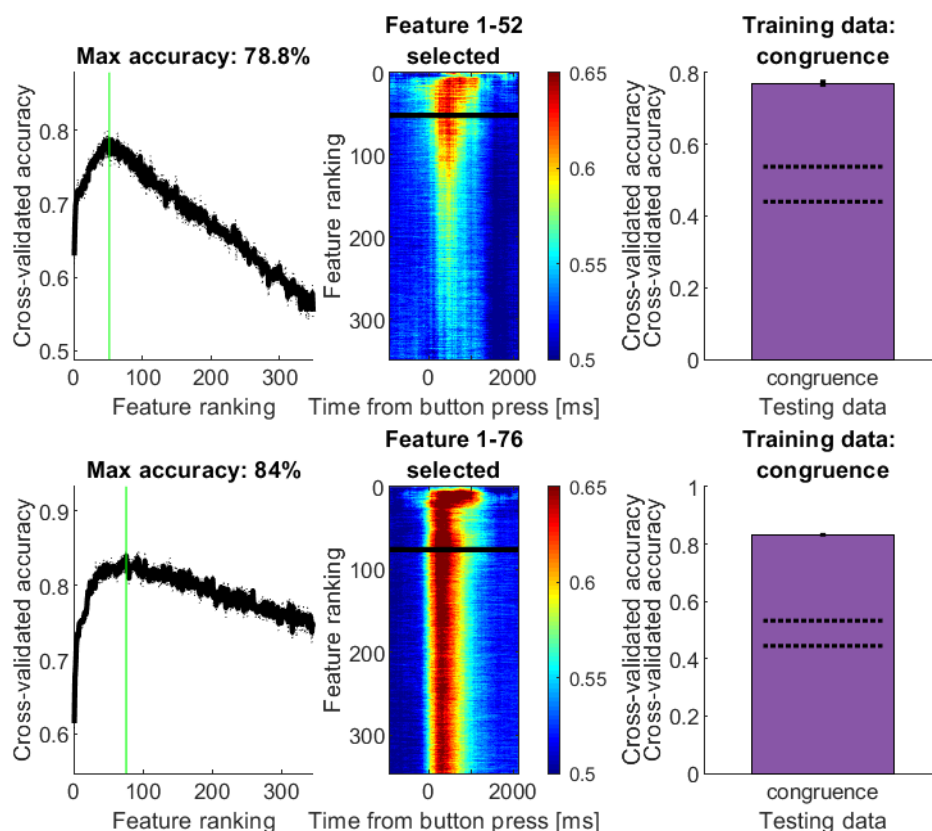 Max accuracy: 78.8%
Cross-validated accuracy
0.8
0.7
0.6
0.5
0 100 200 300
Feature ranking
Feature 1-52
selected
Feature ranking
0
100
200
300
0 2000
Time from button press [ms]
0.65
0.6
0.55
0.5
Training data:
congruence
Cross-validated accuracy
Cross-validated accuracy
0.8
0.6
0.4
0.2
0
congruence
Testing data
Max accuracy: 84%
Cross-validated accuracy
0.9
0.8
0.7
0.6
0 100 200 300
Feature ranking
Feature 1-76
selected
Feature ranking
0
100
200
300
0 2000
Time from button press [ms]
0.65
0.6
0.55
0.5
Training data:
congruence
Cross-validated accuracy
Cross-validated accuracy
1
0.8
0.6
0.4
0.2
0
congruence
Testing data